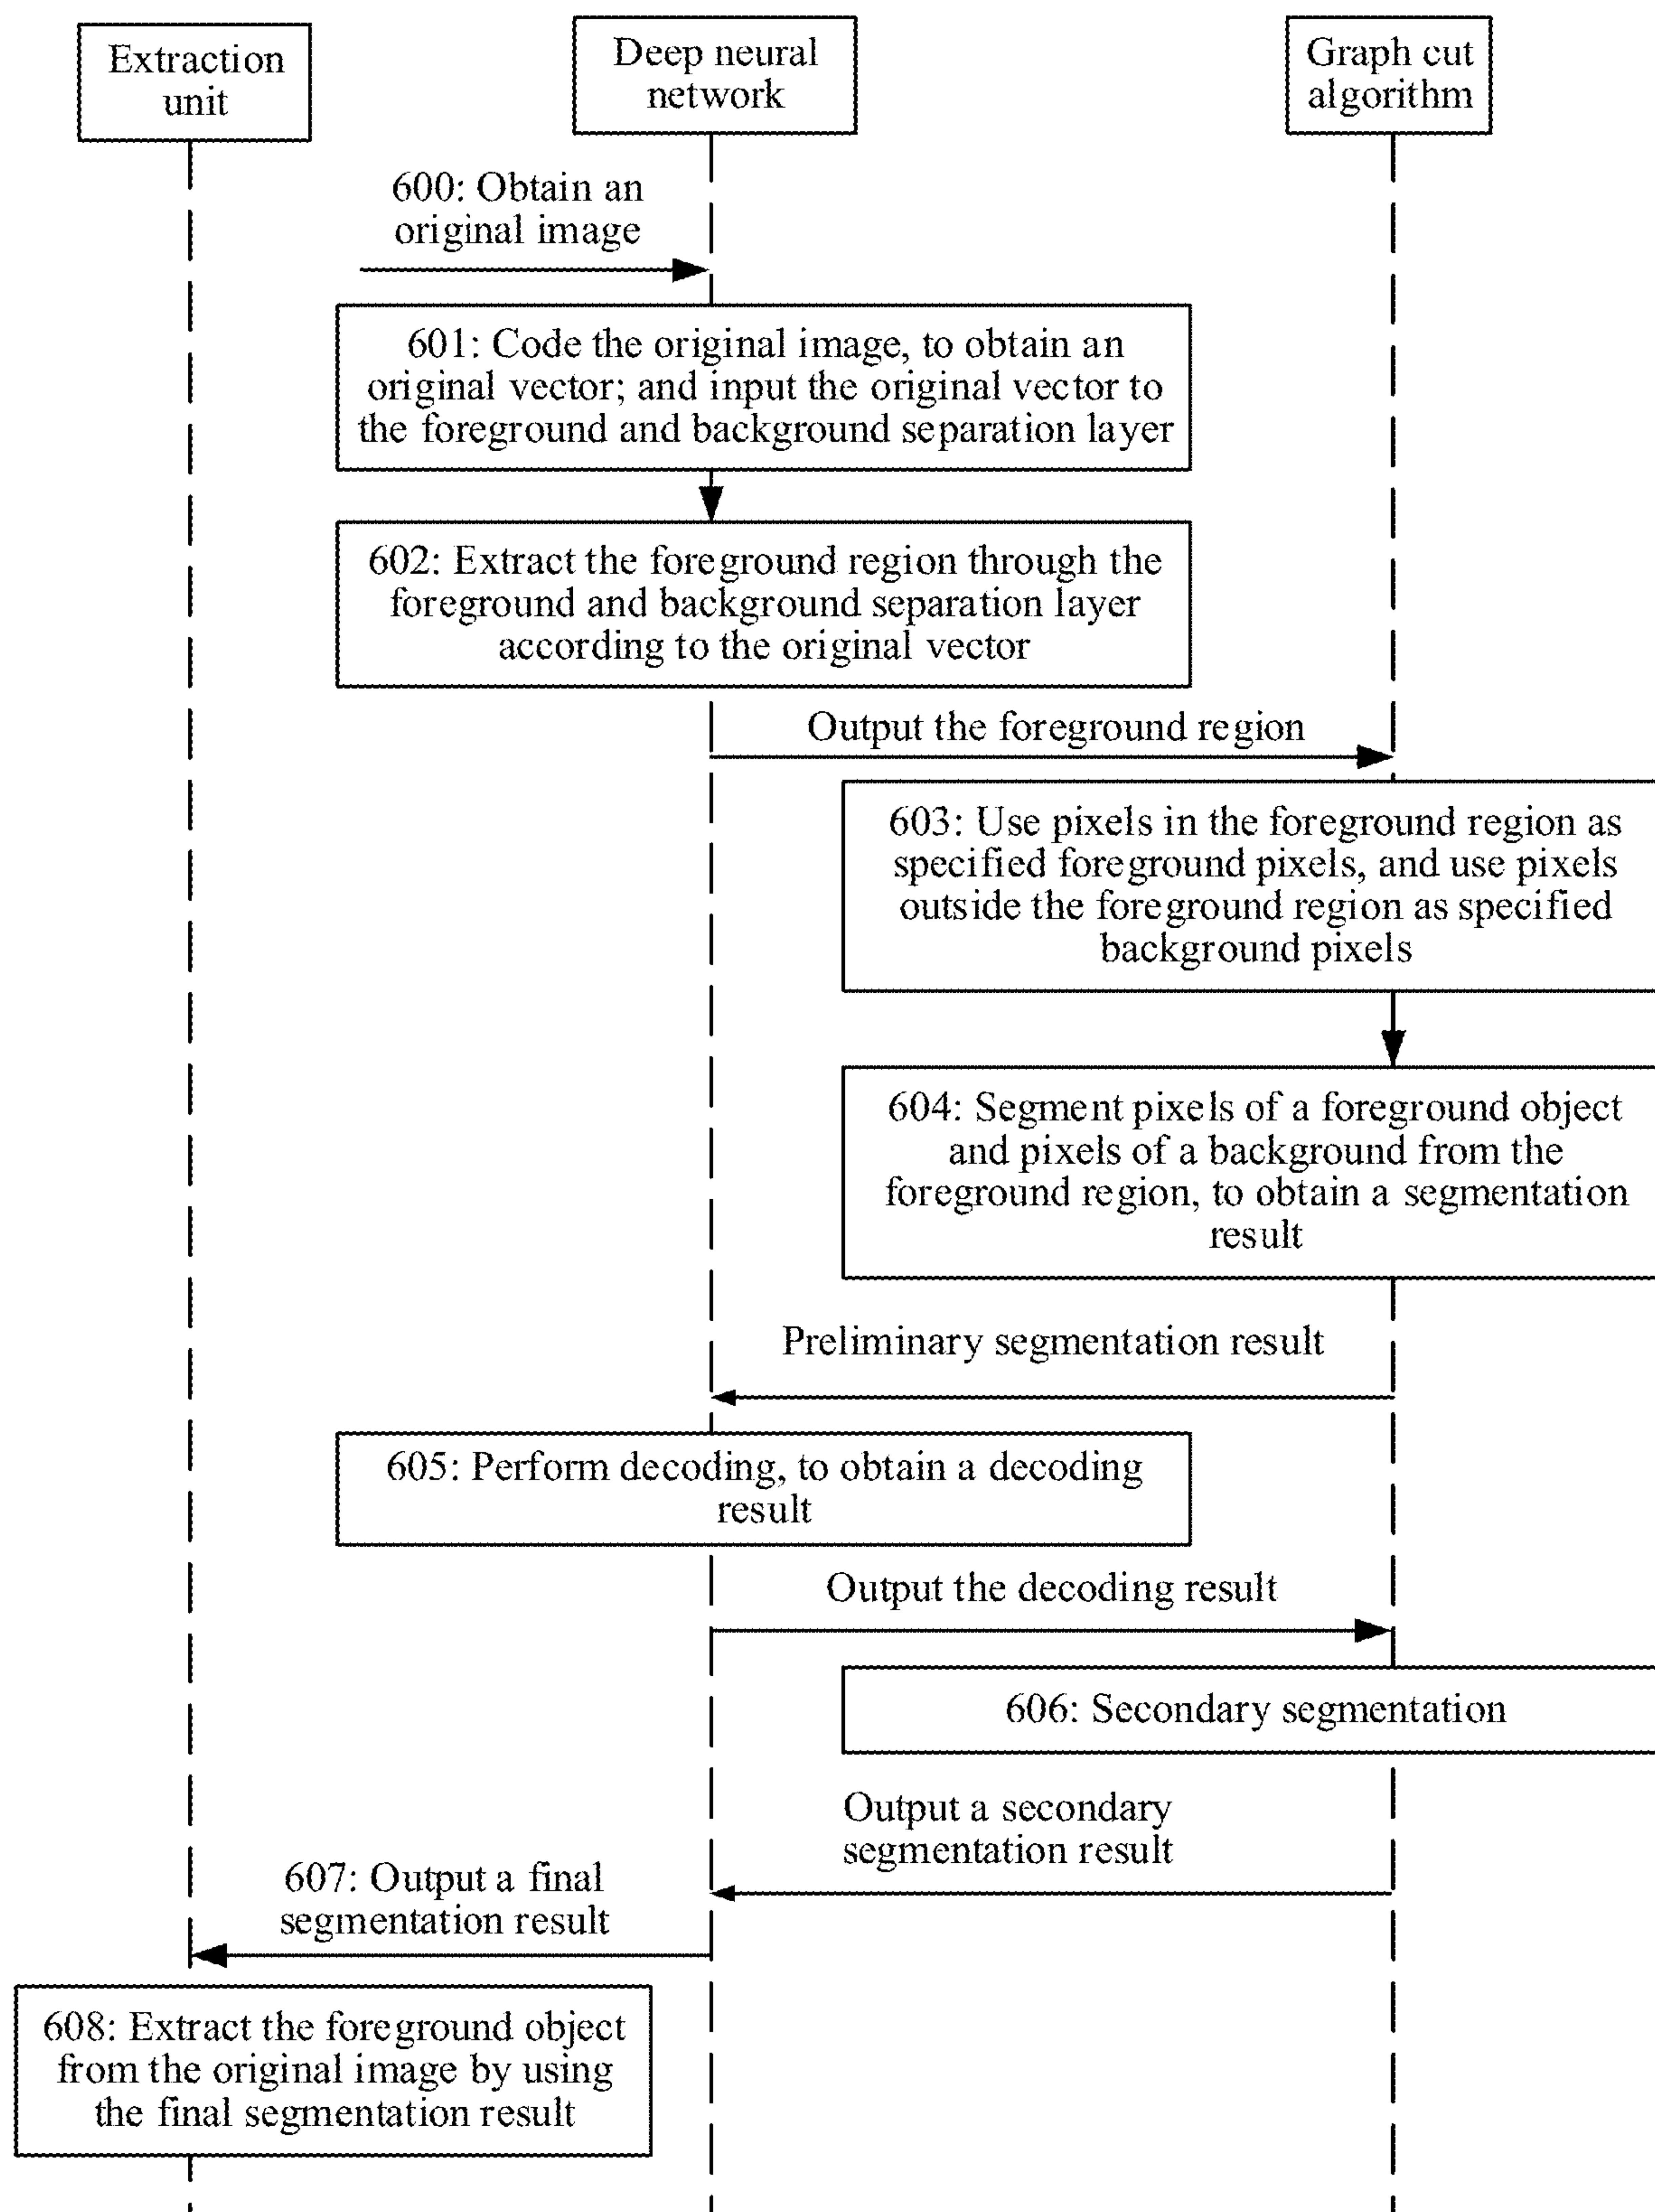 Extraction
unit
Deep neural
network
Graph cut
algorithm
600: Obtain an
original image
601: Code the original image, to obtain an
original vector; and input the original vector to
the foreground and background separation layer
602: Extract the foreground region through the
foreground and background separation layer
according to the original vector
Output the foreground region
603: Use pixels in the foreground region as
specified foreground pixels, and use pixels
outside the foreground region as specified
background pixels
604: Segment pixels of a foreground object
and pixels of a background from the
foreground region, to obtain a segmentation
result
Preliminary segmentation result
605: Perform decoding, to obtain a decoding
result
Output the decoding result
606: Secondary segmentation
Output a secondary
segmentation result
607: Output a final
segmentation result
608: Extract the foreground object
from the original image by using
the final segmentation result